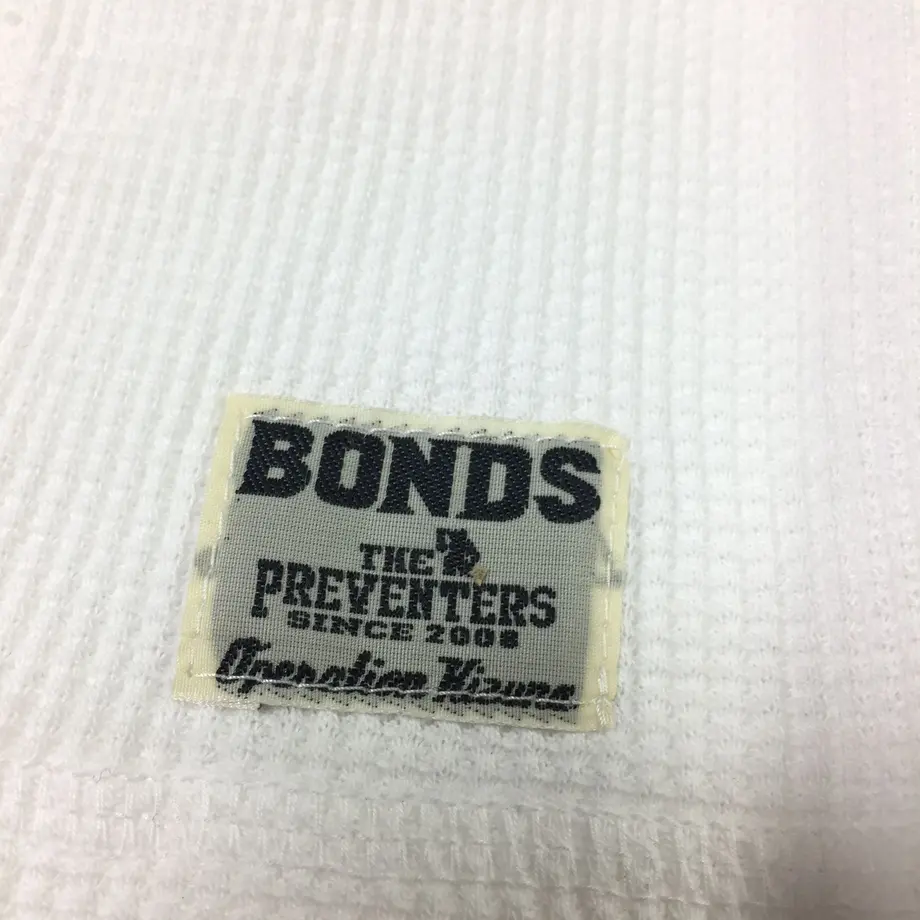 BONDS
THE
PREVENTERS
SINCE 2008
Operation Kizuna